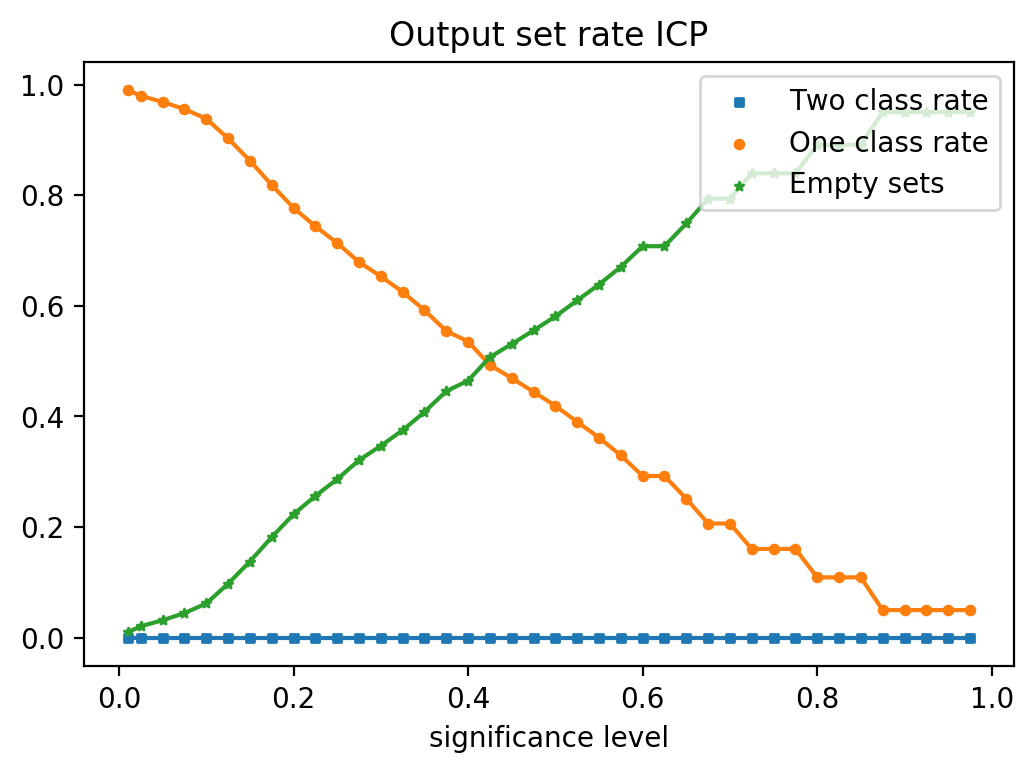 Output set rate ICP
1.0
0.8
0.6
0.4
0.2
0.0
Two class rate
One class rate
Empty sets
0.0 0.2 0.4 0.6 0.8 1.0
significance level